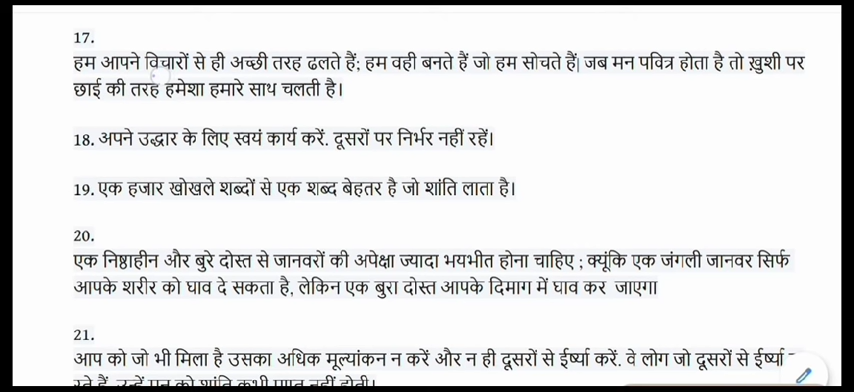 17.
हम आपने विचारों से ही अच्छी तरह ढलते हैं; हम वही बनते हैं जो हम सोचते हैं| जब मन पवित्र होता है तो ख़ुशी पर
छाई की तरह हमेशा हमारे साथ चलती है।
18. अपने उद्धार के लिए स्वयं कार्य करें. दूसरों पर निर्भर नहीं रहें।
19. एक हजार खोखले शब्दों से एक शब्द बेहतर है जो शांति लाता है।
20.
एक निष्ठाहीन और बुरे दोस्त से जानवरों की अपेक्षा ज्यादा भयभीत होना चाहिए ; क्यूंकि एक जंगली जानवर सिर्फ
आपके शरीर को घाव दे सकता है, लेकिन एक बुरा दोस्त आपके दिमाग में घाव कर जाएगा
21.
आप को जो भी मिला है उसका अधिक मूल्यांकन न करें और न ही दूसरों से ईर्ष्या करें. वे लोग जो दूसरों से ईर्ष्या